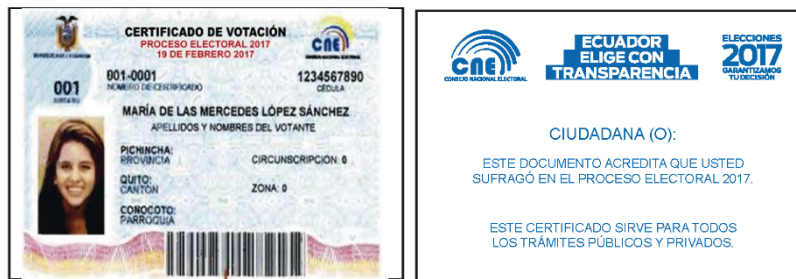 CERTIFICADO DE VOTACIÓN
PROCESO ELECTORAL 2017
19 DE FEBRERO 2017
CNE
001
001-0001
NÚMERO DE CERTIFICADO
1234567890
CÉDULA
MARÍA DE LAS MERCEDES LÓPEZ SÁNCHEZ
APELLIDOS Y NOMBRES DEL VOTANTE
PICHINCHA:
PROVINCIA
CIRCUNSCRIPCIÓN: 0
QUITO:
CANTÓN
ZONA: 0
CONOCOTO:
PARROQUIA
CNE
CONSEJO NACIONAL ELECTORAL
ECUADOR
ELIGE CON
TRANSPARENCIA
ELECCIONES
2017
GARANTIZAMOS
TU DECISIÓN
CIUDADANA (O):
ESTE DOCUMENTO ACREDITA QUE USTED
SUFRAGÓ EN EL PROCESO ELECTORAL 2017.
ESTE CERTIFICADO SIRVE PARA TODOS
LOS TRÁMITES PÚBLICOS Y PRIVADOS.